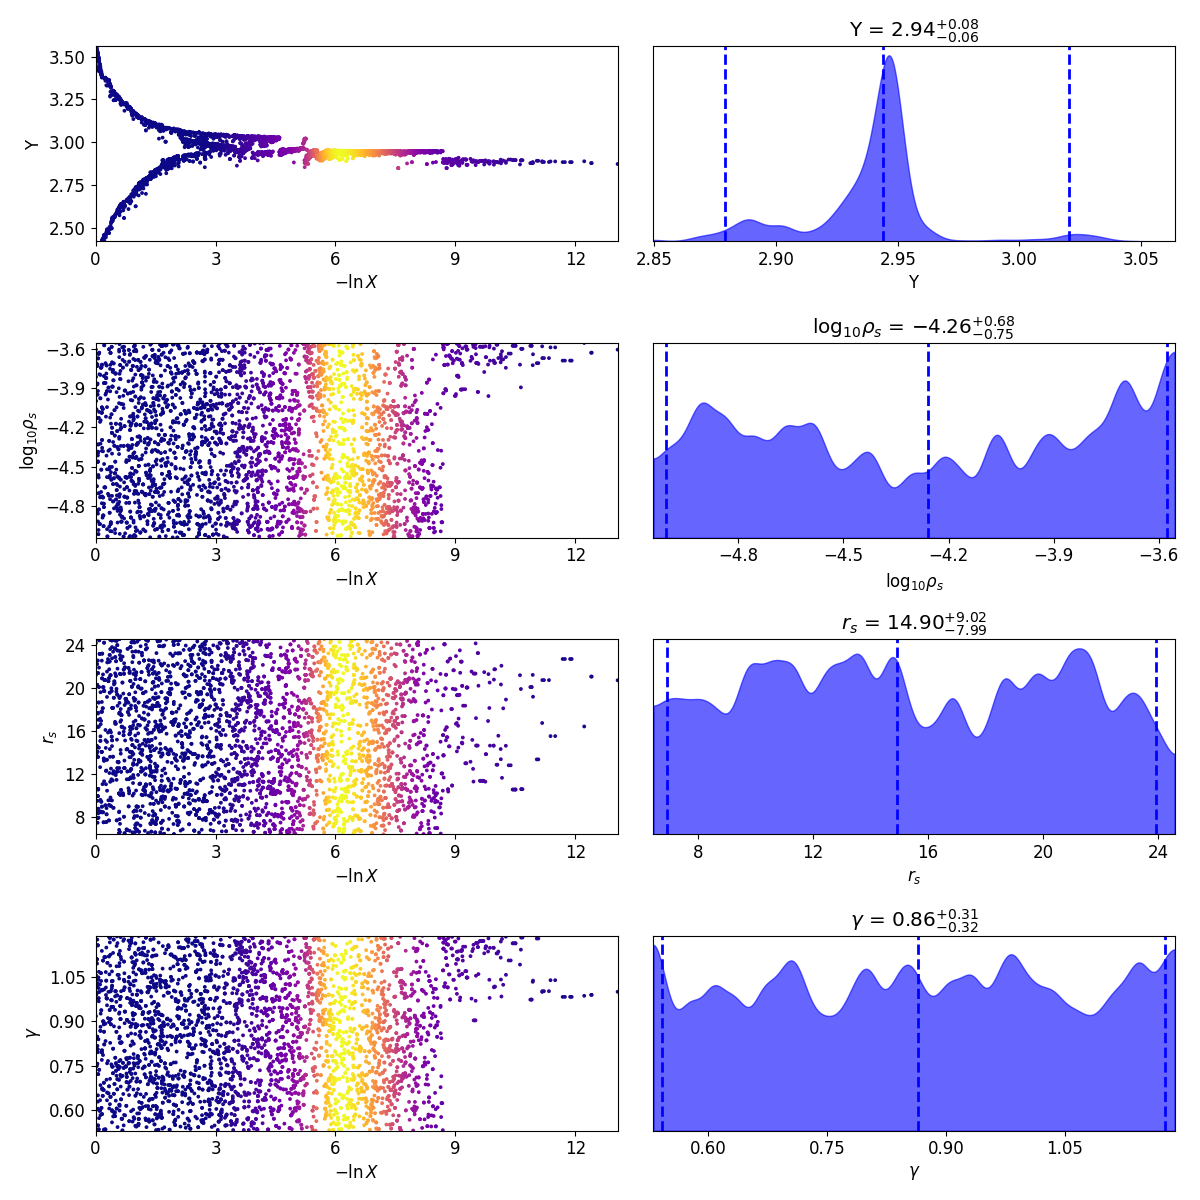 Y = 2.94+0.08−0.06
3.50
3.25
3.00
2.75
2.50
Y
0 3 6 9 12
−ln X
2.85 2.90 2.95 3.00 3.05
Y
log10ρs = −4.26+0.68−0.75
−3.6
−3.9
−4.2
−4.5
−4.8
log10ρs
0 3 6 9 12
−ln X
−4.8 −4.5 −4.2 −3.9 −3.6
log10ρs
rs = 14.90+9.02−7.99
24
20
16
12
8
rs
0 3 6 9 12
−ln X
8 12 16 20 24
rs
γ = 0.86+0.31−0.32
1.05
0.90
0.75
0.60
γ
0 3 6 9 12
−ln X
0.60 0.75 0.90 1.05
γ